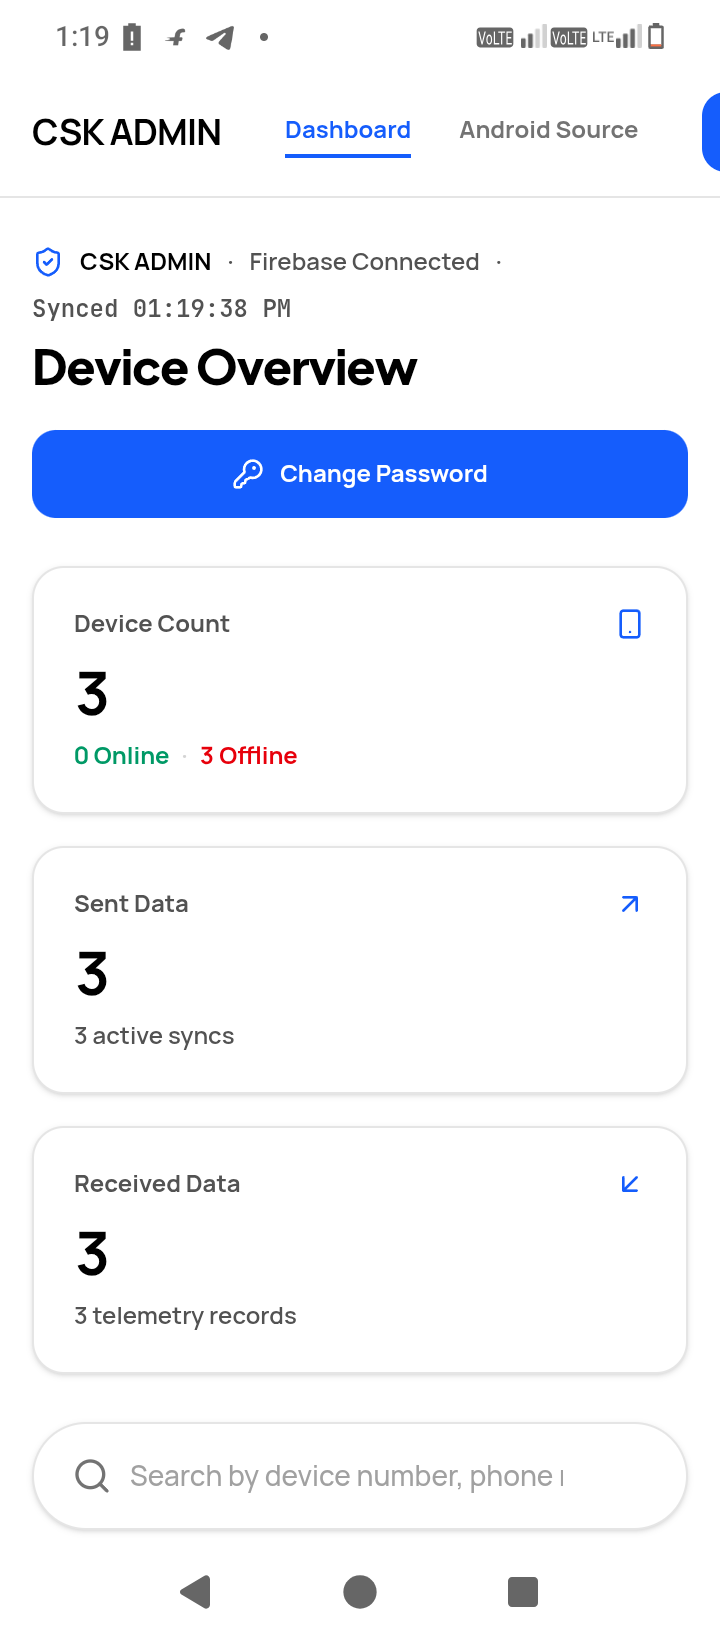 1:19
VoLTE VoLTE LTE
CSK ADMIN Dashboard Android Source
CSK ADMIN · Firebase Connected ·
Synced 01:19:38 PM
Device Overview
Change Password
Device Count
3
0 Online · 3 Offline
Sent Data
3
3 active syncs
Received Data
3
3 telemetry records
Search by device number, phone